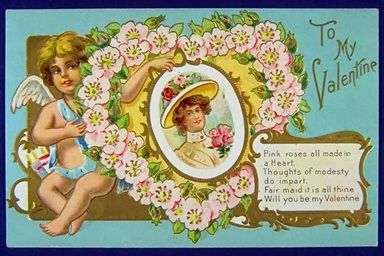 To
My
Valentine
Pink roses all made in
a Heart.
Thoughts of modesty
do impart.
Fair maid it is all thine
Will you be my Valentine